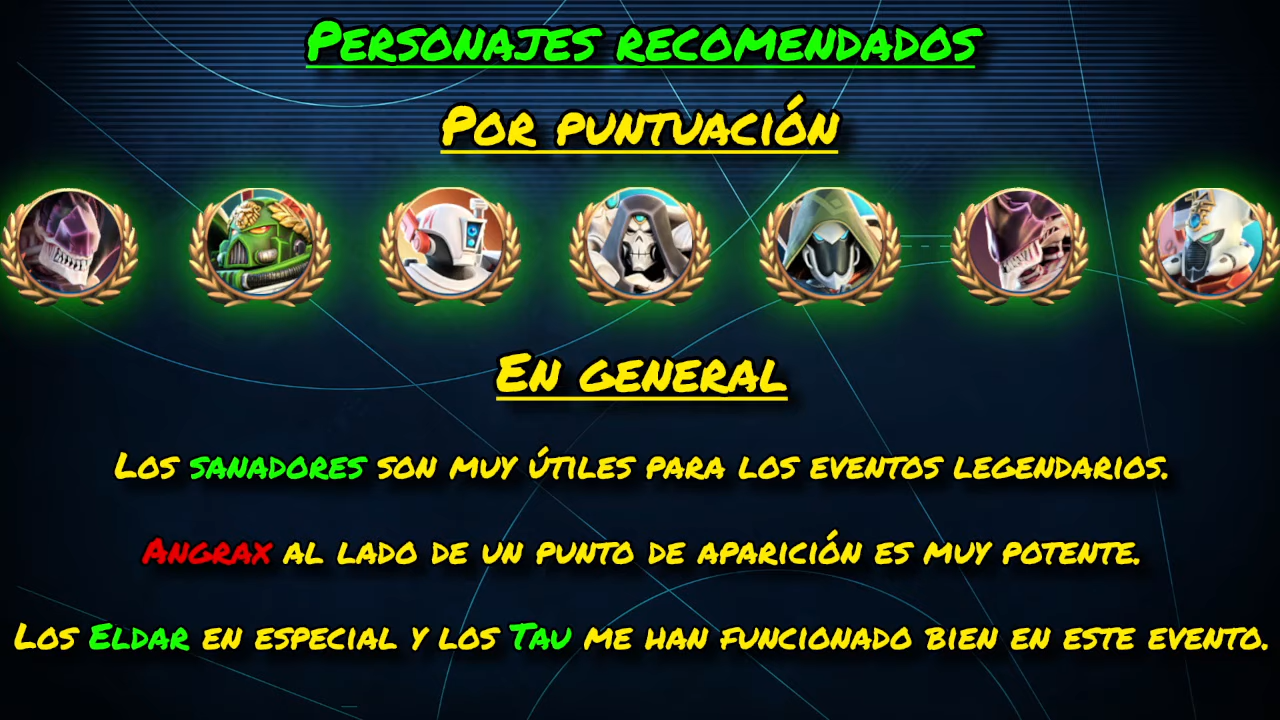 Personajes recomendados
Por puntuación
En general
Los sanadores son muy útiles para los eventos legendarios.
Angrax al lado de un punto de aparición es muy potente.
Los Eldar en especial y los Tau me han funcionado bien en este evento.